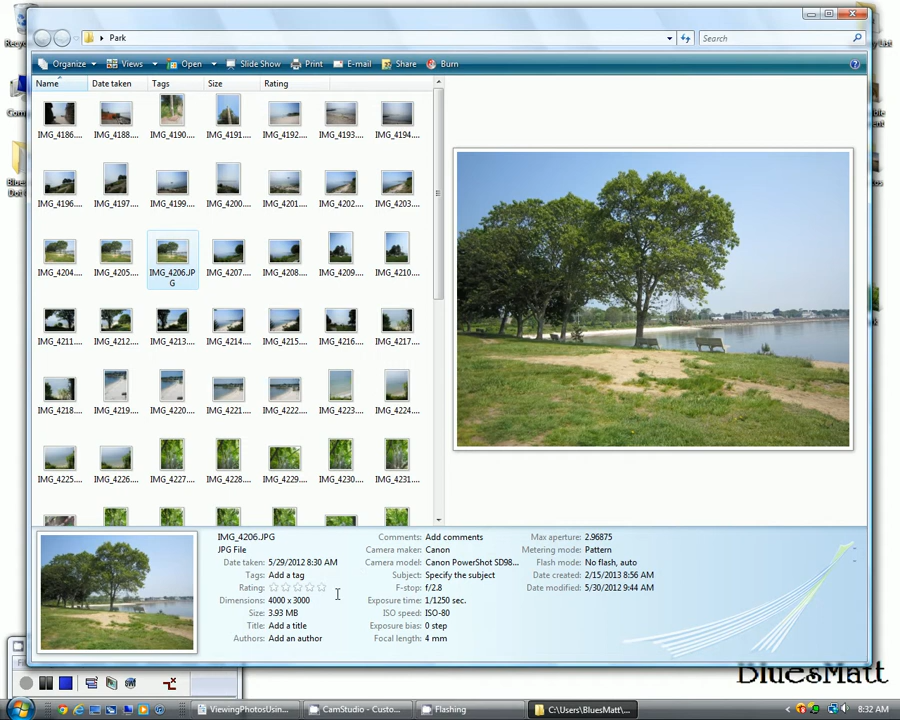 Park
Search
Organize Views Open Slide Show Print E-mail Share Burn
Name Date taken Tags Size Rating
IMG_4186.... IMG_4188.... IMG_4190.... IMG_4191.... IMG_4192.... IMG_4193.... IMG_4194....
IMG_4196.... IMG_4197.... IMG_4199.... IMG_4200.... IMG_4201.... IMG_4202.... IMG_4203....
IMG_4204.... IMG_4205.... IMG_4206.JP IMG_4207.... IMG_4208.... IMG_4209.... IMG_4210....
G
IMG_4211.... IMG_4212.... IMG_4213.... IMG_4214.... IMG_4215.... IMG_4216.... IMG_4217....
IMG_4218.... IMG_4219.... IMG_4220.... IMG_4221.... IMG_4222.... IMG_4223.... IMG_4224....
IMG_4225.... IMG_4226.... IMG_4227.... IMG_4228.... IMG_4229.... IMG_4230.... IMG_4231....
IMG_4206.JPG
JPG File
Date taken: 5/29/2012 8:30 AM
Tags: Add a tag
Rating:
Dimensions: 4000 x 3000
Size: 3.93 MB
Title: Add a title
Authors: Add an author
Comments: Add comments
Camera maker: Canon
Camera model: Canon PowerShot SD98...
Subject: Specify the subject
F-stop: f/2.8
Exposure time: 1/1250 sec.
ISO speed: ISO-80
Exposure bias: 0 step
Focal length: 4 mm
Max aperture: 2.96875
Metering mode: Pattern
Flash mode: No flash, auto
Date created: 2/15/2013 8:56 AM
Date modified: 5/30/2012 9:44 AM
BluesMatt
ViewingPhotosUsin... CamStudio - Custo... Flashing C:\Users\BluesMatt\... 8:32 AM